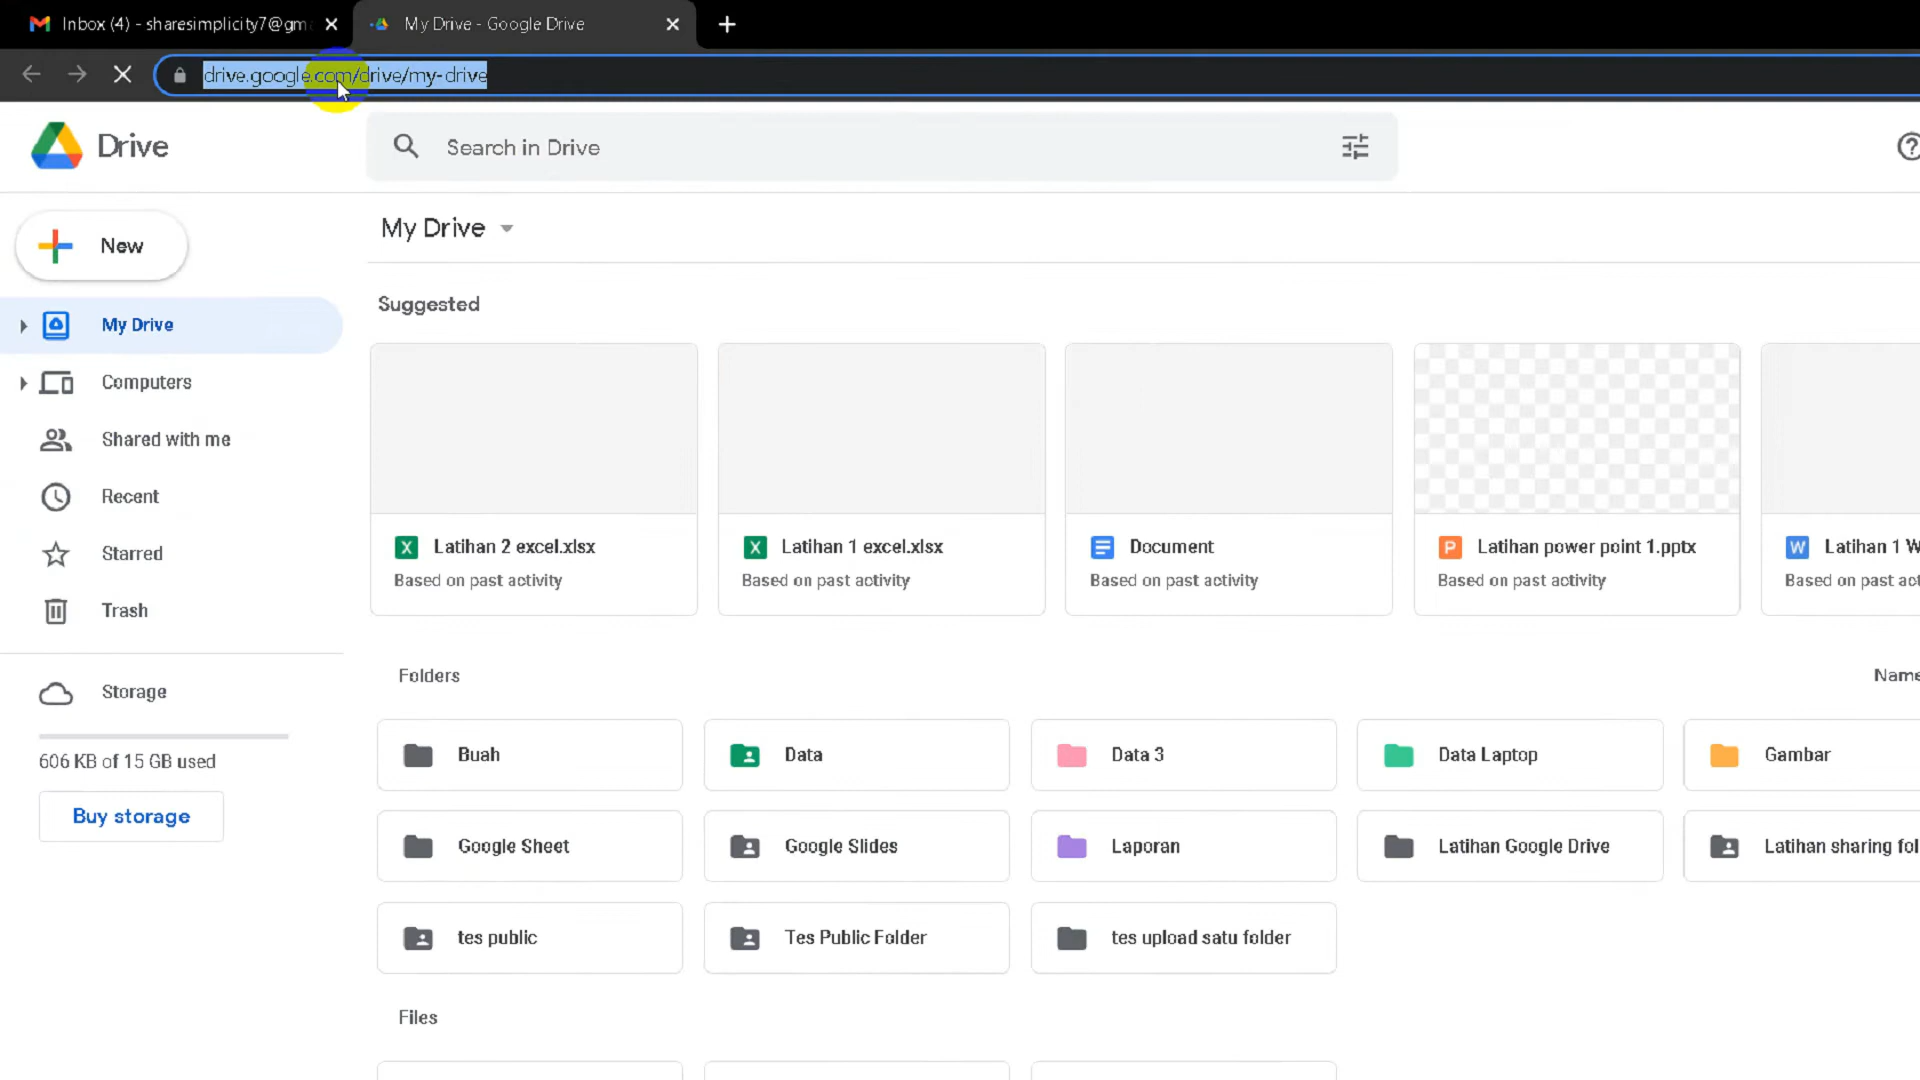 Inbox (4) - sharesimplicity7@gm
My Drive - Google Drive
drive.google.com/drive/my-drive
Drive
Search in Drive
New
My Drive
Computers
Shared with me
Recent
Starred
Trash
Storage
606 KB of 15 GB used
Buy storage
My Drive
Suggested
X Latihan 2 excel.xlsx
Based on past activity
X Latihan 1 excel.xlsx
Based on past activity
Document
Based on past activity
P Latihan power point 1.pptx
Based on past activity
W Latihan 1 W
Based on past act
Folders
Name
Buah
Data
Data 3
Data Laptop
Gambar
Google Sheet
Google Slides
Laporan
Latihan Google Drive
Latihan sharing fol
tes public
Tes Public Folder
tes upload satu folder
Files